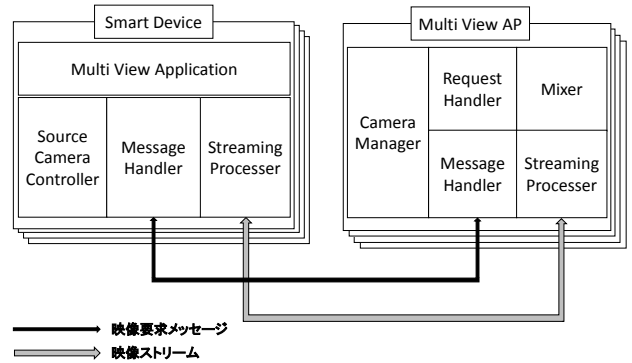 Smart Device
Multi View Application
Source
Camera
Controller
Message
Handler
Streaming
Processer
Multi View AP
Camera
Manager
Request
Handler
Mixer
Message
Handler
Streaming
Processer
映像要求メッセージ
映像ストリーム